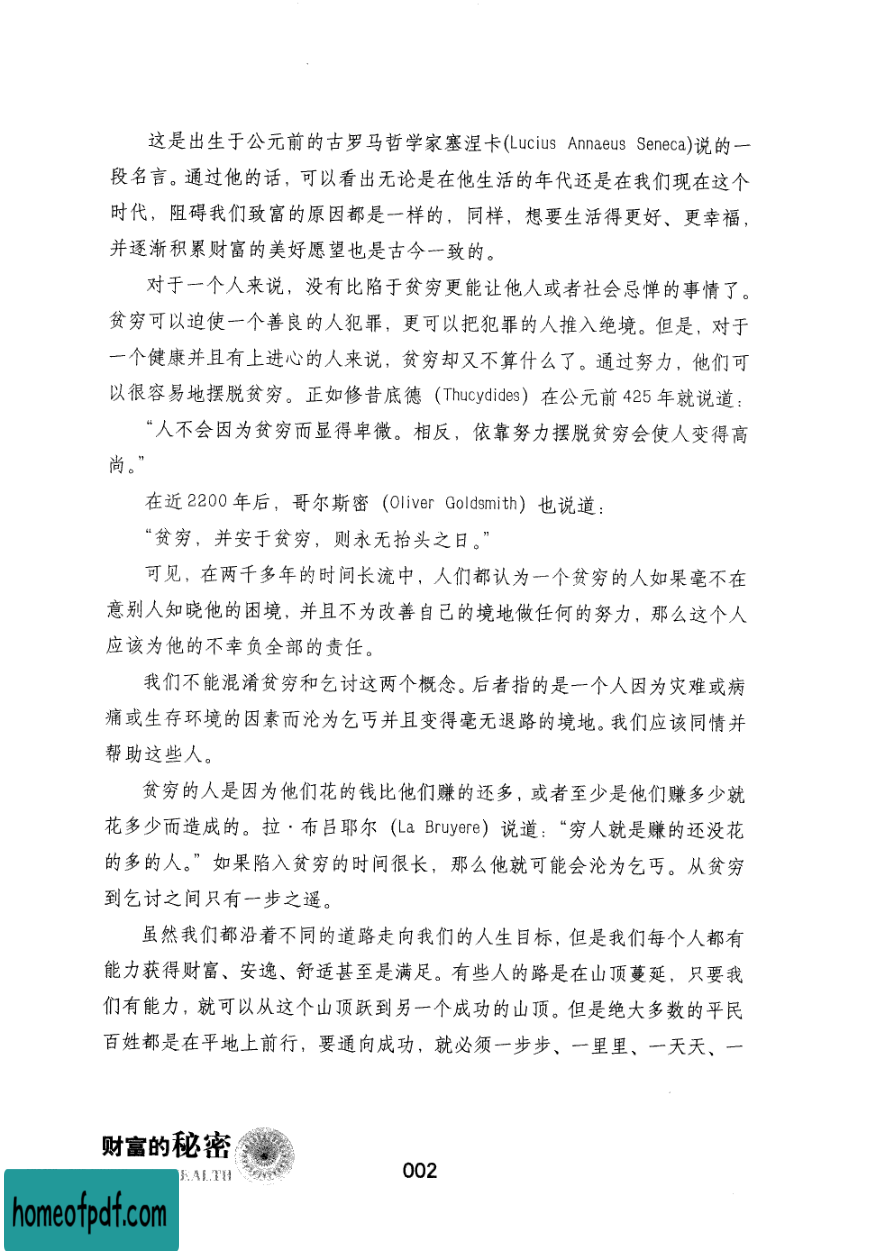 这是出生于公元前的古罗马哲学家塞涅卡(Lucius Annaeus Seneca)说的一
段名言。通过他的话，可以看出无论是在他生活的年代还是在我们现在这个
时代，阻碍我们致富的原因都是一样的，同样，想要生活得更好、更幸福，
并逐渐积累财富的美好愿望也是古今一致的。
对于一个人来说，没有比陷于贫穷更能让他人或者社会忌惮的事情了。
贫穷可以迫使一个善良的人犯罪，更可以把犯罪的人推入绝境。但是，对于
一个健康并且有上进心的人来说，贫穷却又不算什么了。通过努力，他们可
以很容易地摆脱贫穷。正如修昔底德（Thucydides）在公元前 425 年就说道：
“人不会因为贫穷而显得卑微。相反，依靠努力摆脱贫穷会使人变得高
尚。”
在近 2200 年后，哥尔斯密（Oliver Goldsmith）也说道：
“贫穷，并安于贫穷，则永无抬头之日。”
可见，在两千多年的时间长流中，人们都认为一个贫穷的人如果毫不在
意别人知晓他的困境，并且不为改善自己的境地做任何的努力，那么这个人
应该为他的不幸负全部的责任。
我们不能混淆贫穷和乞讨这两个概念。后者指的是一个人因为灾难或病
痛或生存环境的因素而沦为乞丐并且变得毫无退路的境地。我们应该同情并
帮助这些人。
贫穷的人是因为他们花的钱比他们赚的还多，或者至少是他们赚多少就
花多少而造成的。拉·布吕耶尔（La Bruyere）说道：“穷人就是赚的还没花
的多的人。”如果陷入贫穷的时间很长，那么他就可能会沦为乞丐。从贫穷
到乞讨之间只有一步之遥。
虽然我们都沿着不同的道路走向我们的人生目标，但是我们每个人都有
能力获得财富、安逸、舒适甚至是满足。有些人的路是在山顶蔓延，只要我
们有能力，就可以从这个山顶跃到另一个成功的山顶。但是绝大多数的平民
百姓都是在平地上前行，要通向成功，就必须一步步、一里里、一天天、一
财富的秘密
EALTH
002
homeofpdf.com